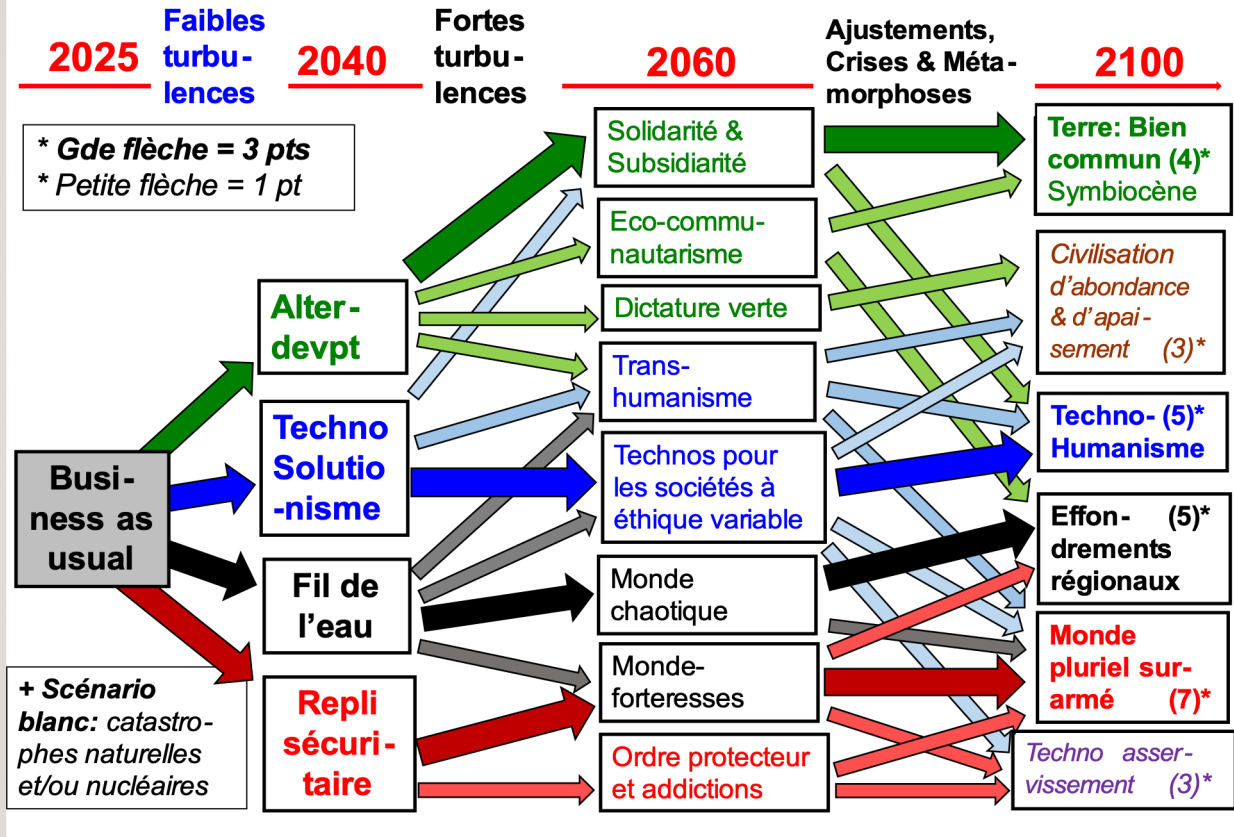 2025
Faibles
turbu-
lences
2040
Fortes
turbu-
lences
2060
Ajustements,
Crises & Méta-
morphoses
2100
* Gde flèche = 3 pts
* Petite flèche = 1 pt
Busi-
ness as
usual
+ Scénario
blanc: catastro-
phes naturelles
et/ou nucléaires
Alter-
devpt
Techno
Solutio
-nisme
Fil de
l’eau
Repli
sécuri-
taire
Solidarité &
Subsidiarité
Eco-commu-
nautarisme
Dictature verte
Trans-
humanisme
Technos pour
les sociétés à
éthique variable
Monde
chaotique
Monde-
forteresses
Ordre protecteur
et addictions
Terre: Bien
commun (4)*
Symbiocène
Civilisation
d’abondance
& d’apai-
sement (3)*
Techno- (5)*
Humanisme
Effon- (5)*
drements
régionaux
Monde
pluriel sur-
armé (7)*
Techno asser-
vissement (3)*